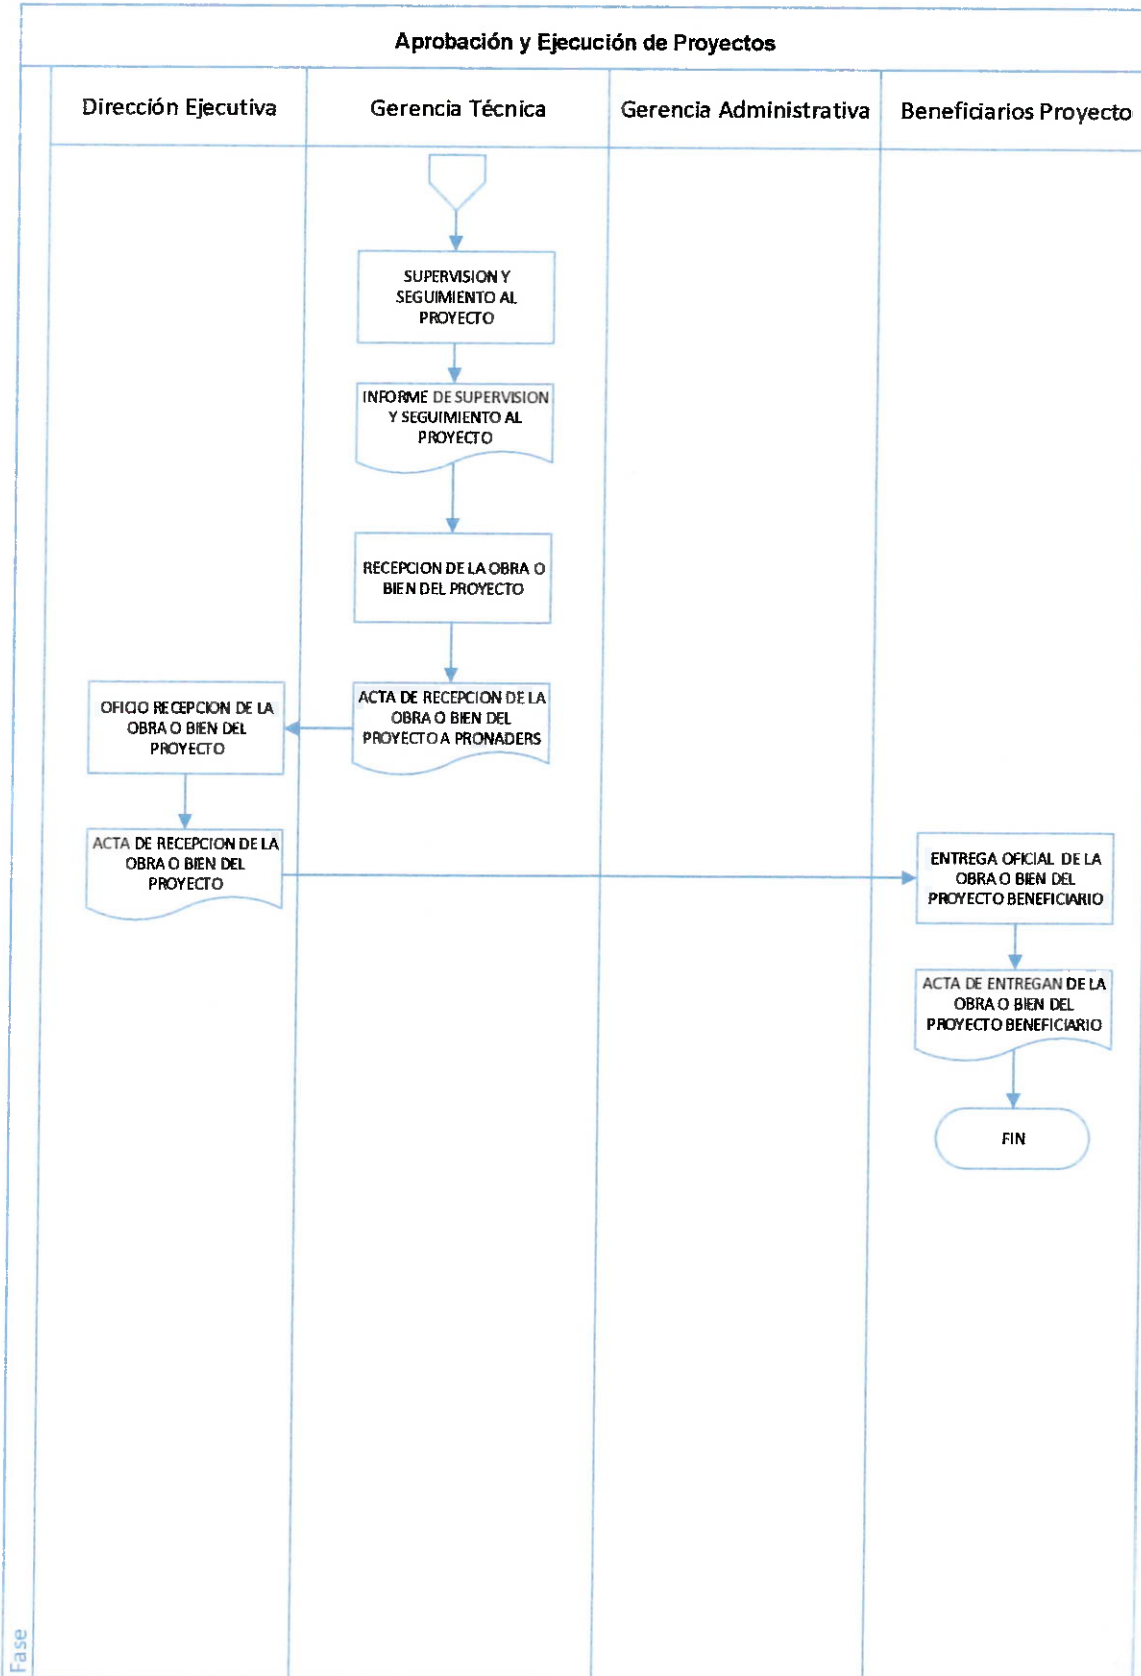 Aprobación y Ejecución de Proyectos
Dirección Ejecutiva
Gerencia Técnica
Gerencia Administrativa
Beneficiarios Proyecto
SUPERVISION Y
SEGUIMIENTO AL
PROYECTO
INFORME DE SUPERVISION
Y SEGUIMIENTO AL
PROYECTO
RECEPCION DE LA OBRA O
BIEN DEL PROYECTO
ACTA DE RECEPCION DE LA
OBRA O BIEN DEL
PROYECTO A PRONADERS
OFICIO RECEPCION DE LA
OBRA O BIEN DEL
PROYECTO
ACTA DE RECEPCION DE LA
OBRA O BIEN DEL
PROYECTO
ENTREGA OFICIAL DE LA
OBRA O BIEN DEL
PROYECTO BENEFICIARIO
ACTA DE ENTREGAN DE LA
OBRA O BIEN DEL
PROYECTO BENEFICIARIO
FIN
Fase